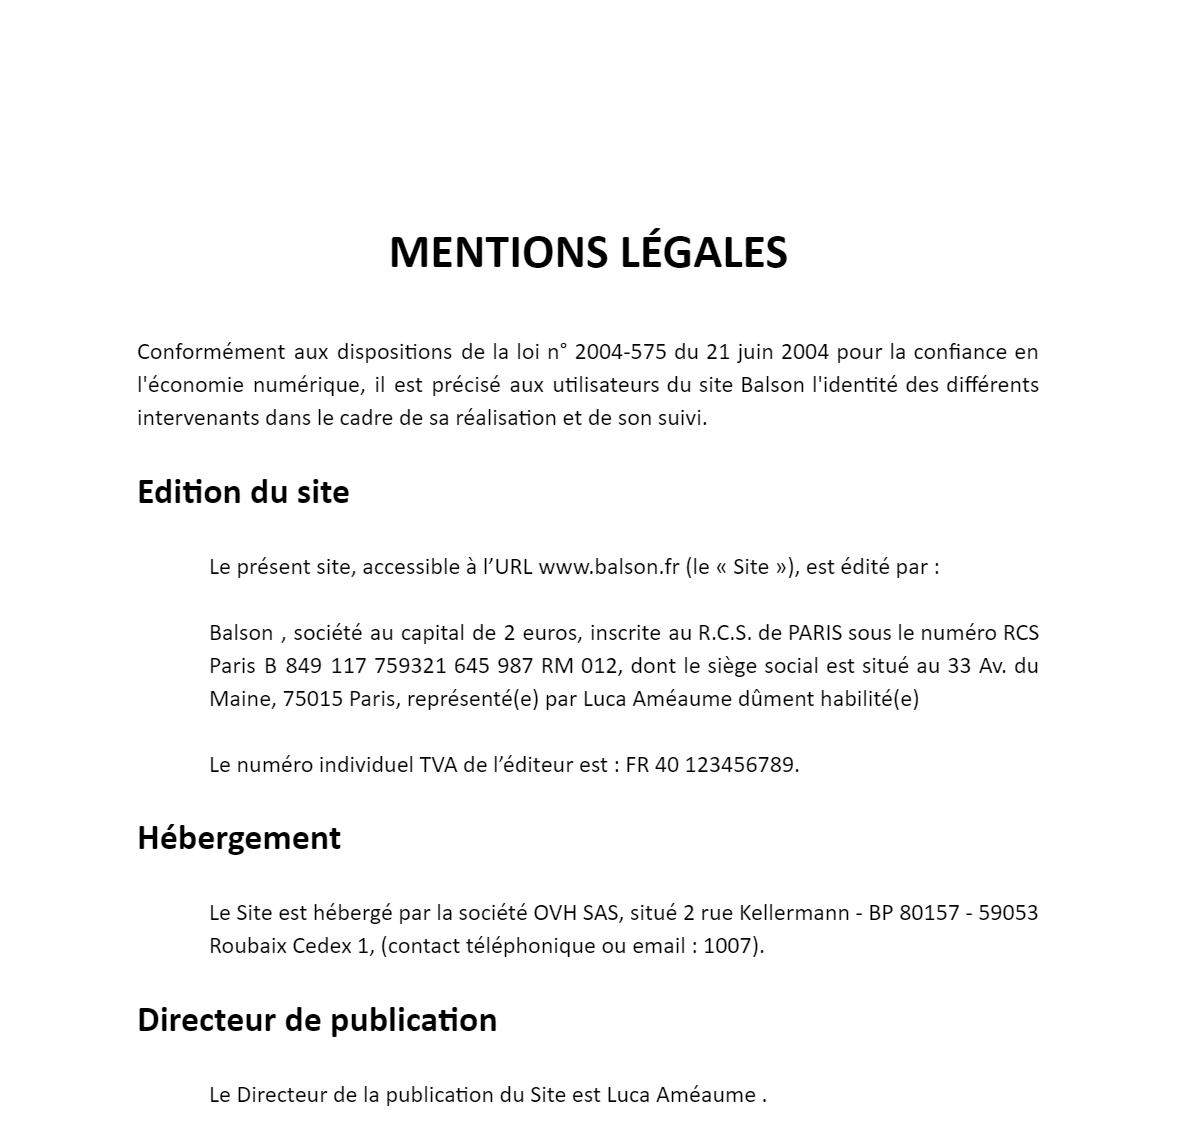 MENTIONS LÉGALES
Conformément aux dispositions de la loi n° 2004-575 du 21 juin 2004 pour la confiance en
l'économie numérique, il est précisé aux utilisateurs du site Balson l'identité des différents
intervenants dans le cadre de sa réalisation et de son suivi.
Edition du site
Le présent site, accessible à l’URL www.balson.fr (le « Site »), est édité par :
Balson , société au capital de 2 euros, inscrite au R.C.S. de PARIS sous le numéro RCS
Paris B 849 117 759321 645 987 RM 012, dont le siège social est situé au 33 Av. du
Maine, 75015 Paris, représenté(e) par Luca Améaume dûment habilité(e)
Le numéro individuel TVA de l’éditeur est : FR 40 123456789.
Hébergement
Le Site est hébergé par la société OVH SAS, situé 2 rue Kellermann - BP 80157 - 59053
Roubaix Cedex 1, (contact téléphonique ou email : 1007).
Directeur de publication
Le Directeur de la publication du Site est Luca Améaume .